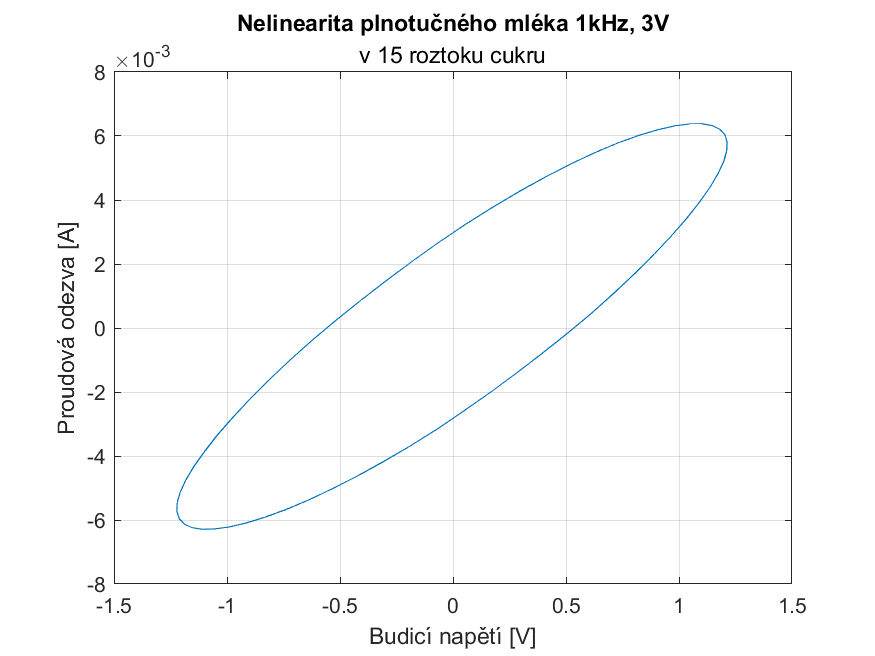 Nelinearita plnotučného mléka 1kHz, 3V
v 15 roztoku cukru
×10-3
8
6
4
2
0
-2
-4
-6
-8
Proudová odezva [A]
-1.5 -1 -0.5 0 0.5 1 1.5
Budicí napětí [V]